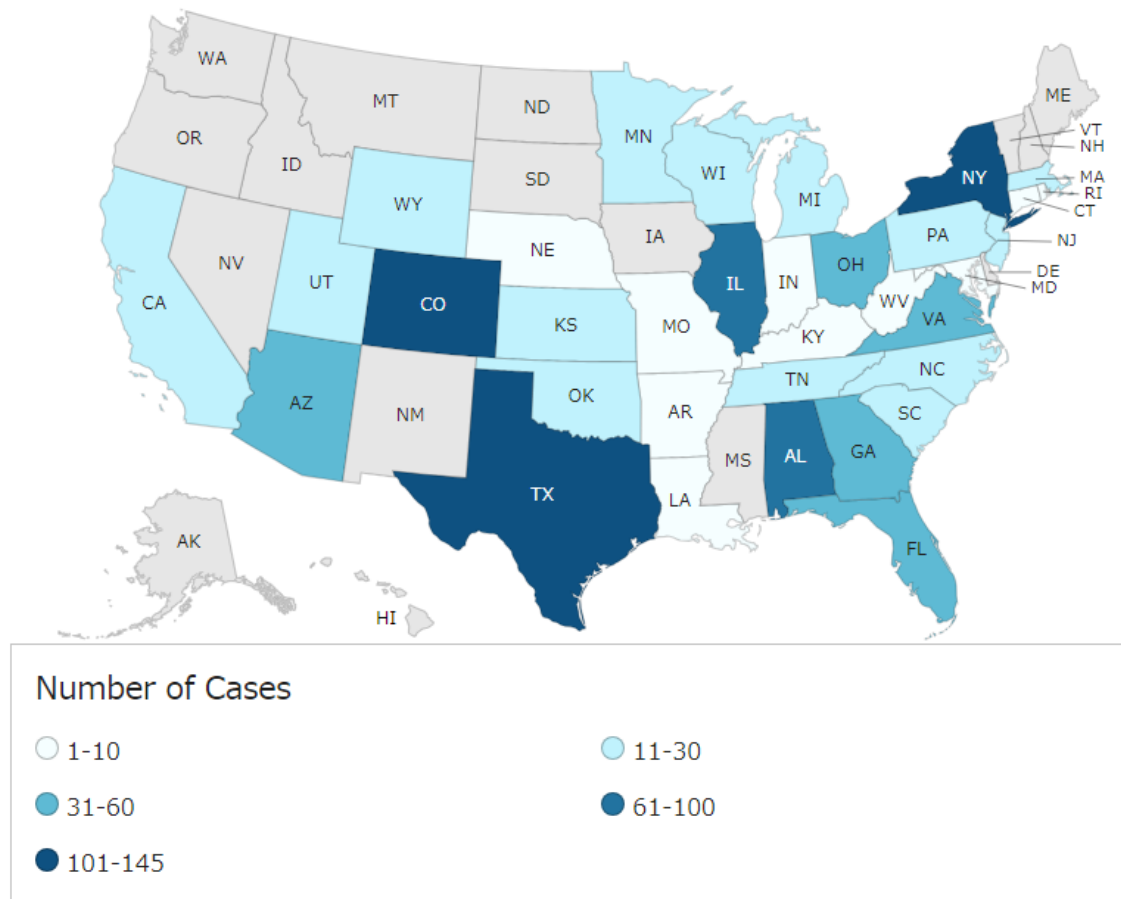 WA
MT
ND
ME
OR
ID
MN
VT
NH
SD
WI
NY
MA
RI
CT
WY
MI
IA
PA
NJ
NE
NV
UT
OH
DE
MD
CA
CO
IL
IN
WV
VA
KS
MO
KY
AZ
NM
OK
TN
NC
AR
SC
MS
AL
GA
TX
LA
AK
FL
HI
Number of Cases
1-10
11-30
31-60
61-100
101-145